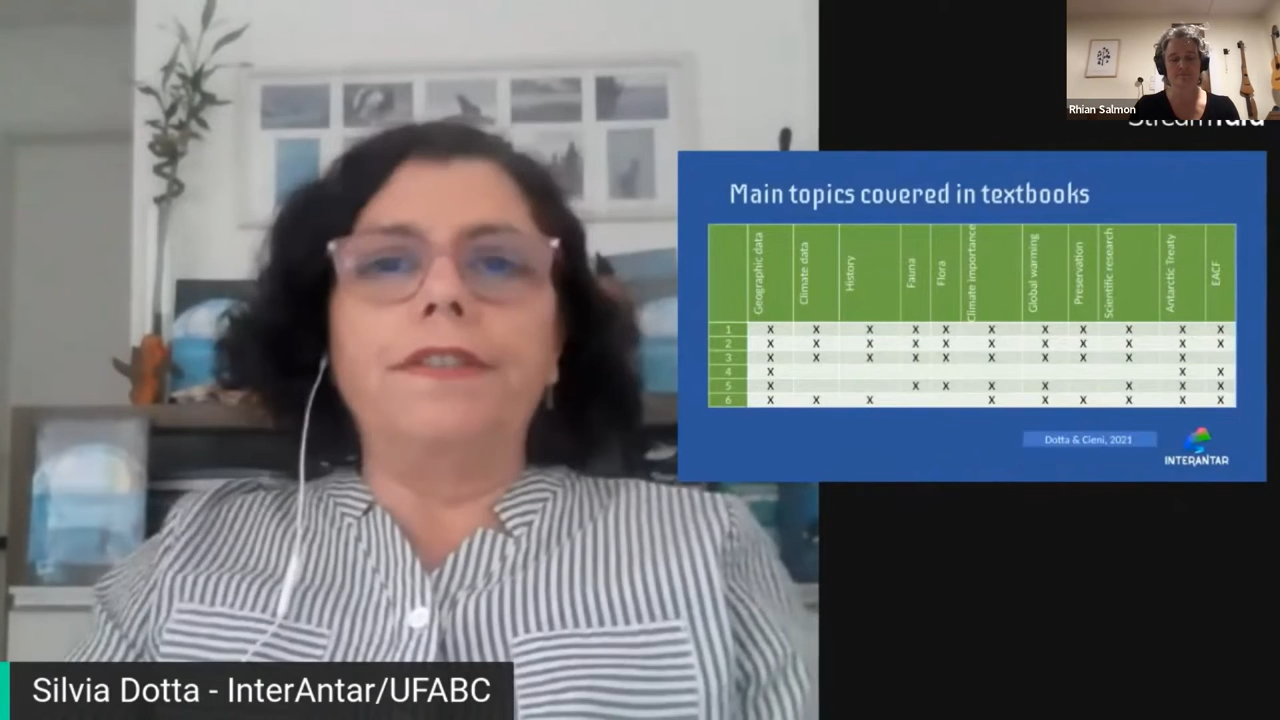 Rhian Salmon
StreamYard
Main topics covered in textbooks
Geographic data Climate data History Fauna Flora Climate importance Global warming Preservation Scientific research Antarctic Treaty EACF
1 X X X X X X X X X X X
2 X X X X X X X X X X X
3 X X X X X X X X X X
4 X X X
5 X X X X X X X X
6 X X X X X X X X X
Dotta & Cieni, 2021
INTERANTAR
Silvia Dotta - InterAntar/UFABC